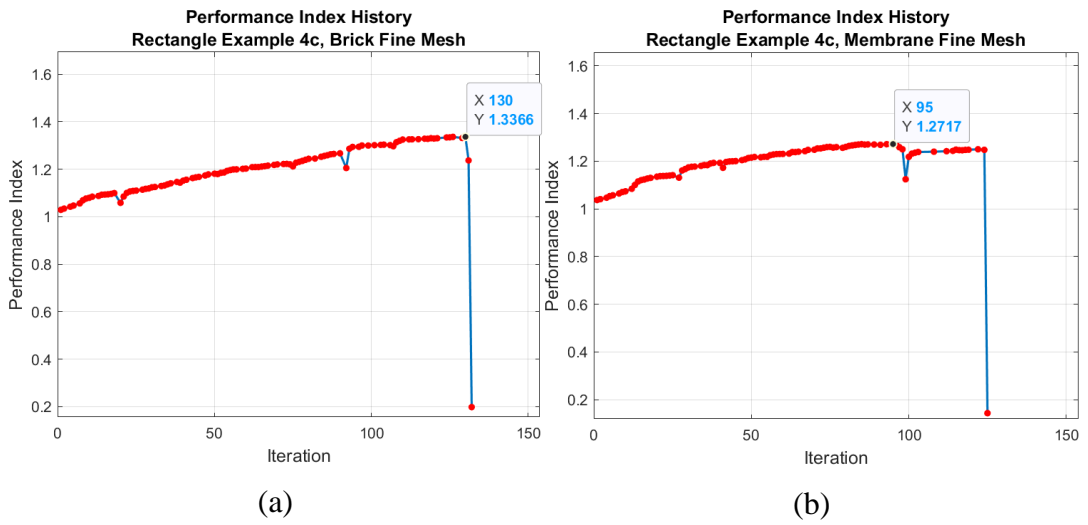 Performance Index History
Rectangle Example 4c, Brick Fine Mesh
1.6
1.4
1.2
1
0.8
0.6
0.4
0.2
Performance Index
X 130
Y 1.3366
0
50
100
150
Iteration
(a)
Performance Index History
Rectangle Example 4c, Membrane Fine Mesh
1.6
1.4
1.2
1
0.8
0.6
0.4
0.2
Performance Index
X 95
Y 1.2717
0
50
100
150
Iteration
(b)